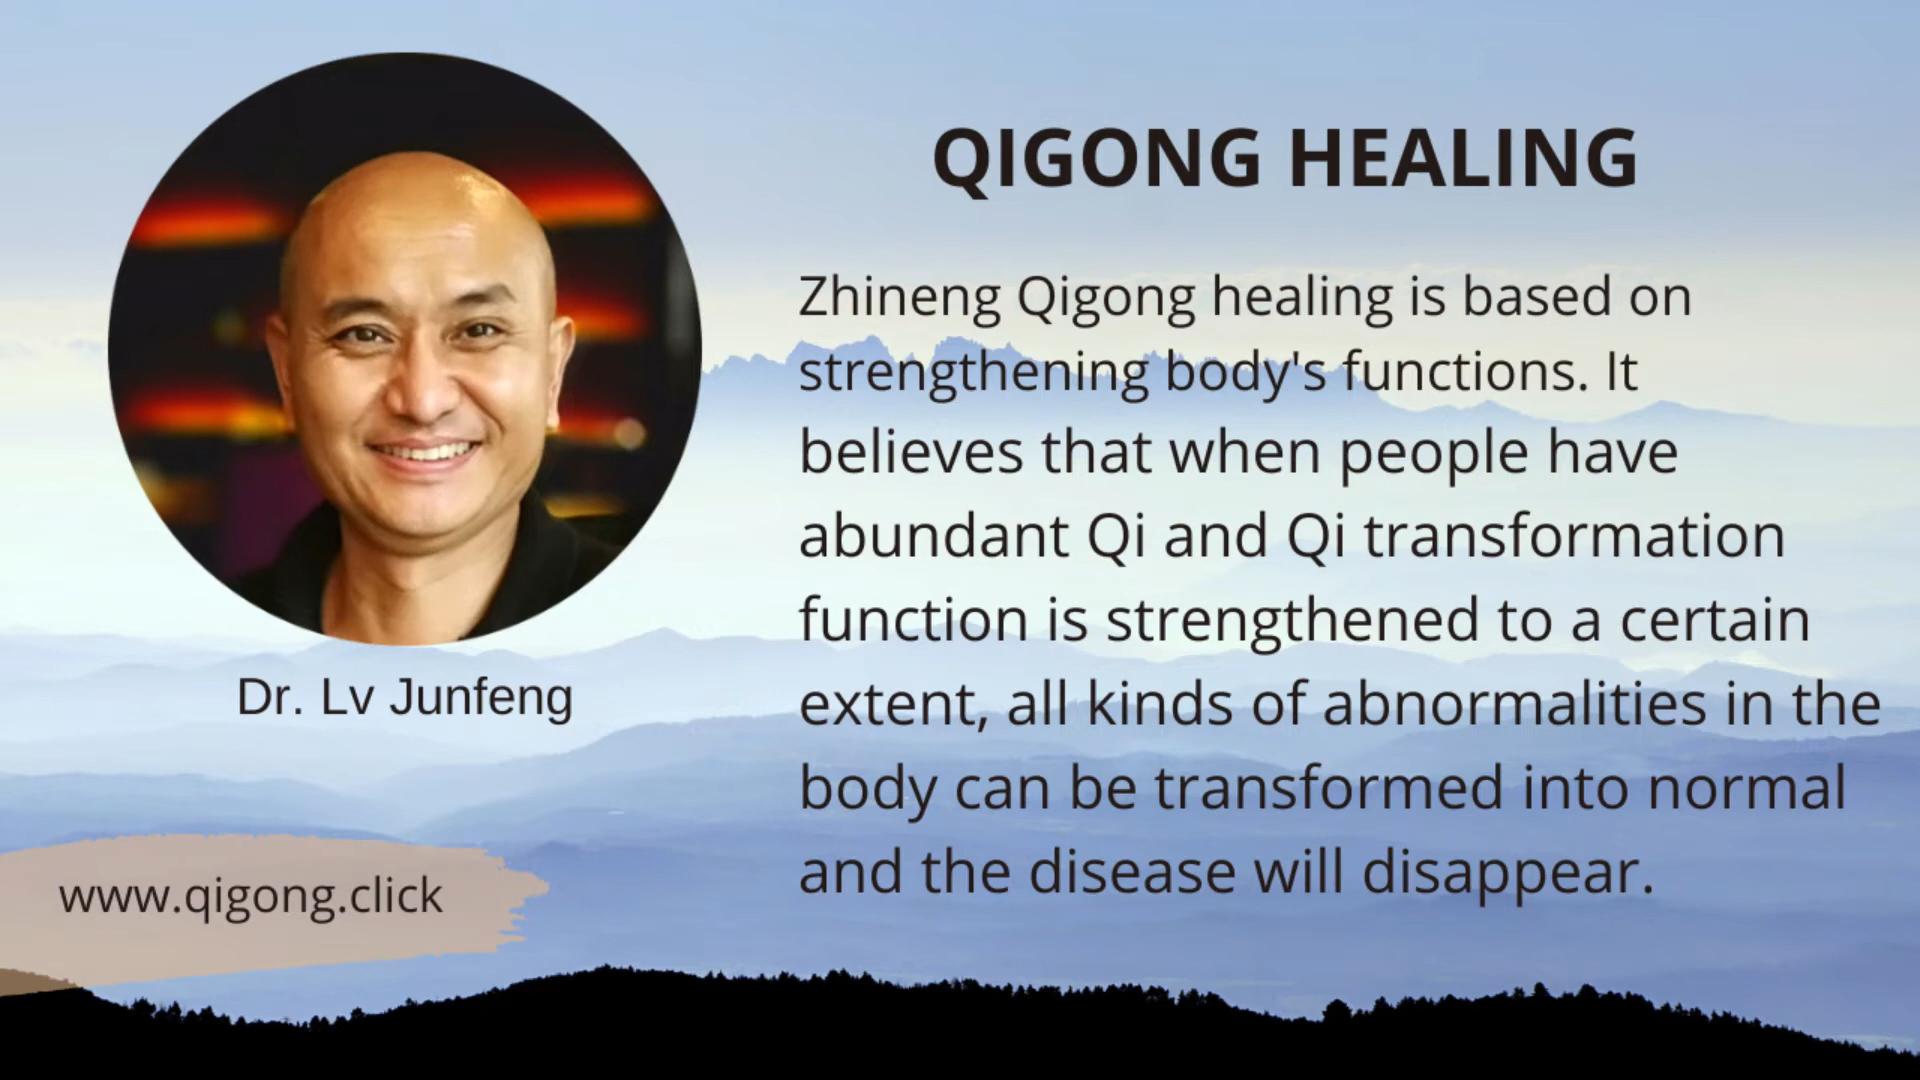 QIGONG HEALING
Zhineng Qigong healing is based on
strengthening body's functions. It
believes that when people have
abundant Qi and Qi transformation
function is strengthened to a certain
extent, all kinds of abnormalities in the
body can be transformed into normal
and the disease will disappear.
Dr. Lv Junfeng
www.qigong.click